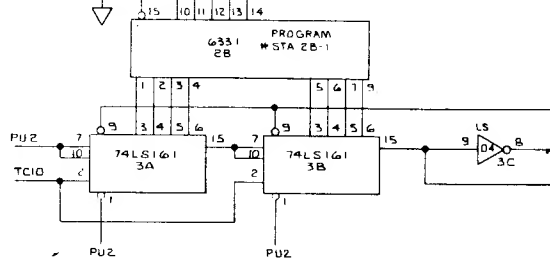 15 10 11 12 13 14
6331 PROGRAM
2B # STA 2B-1
1 2 3 4 5 6 7 9
9 9
3 4 5 6 3 4 5 6 LS
PU2 7 15 7 15 9 04 8
10 74LS161 10 74LS161 3C
TC10 2 3A 2 3B
1 1
PU2 PU2